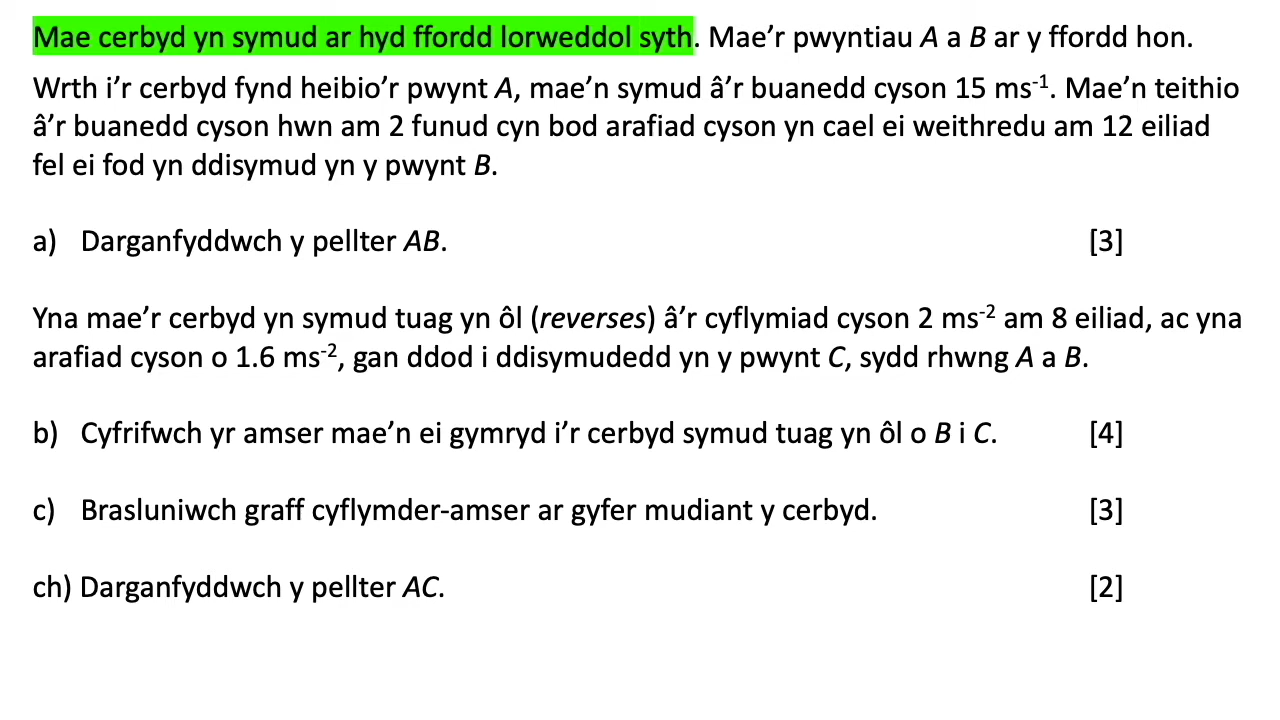 Mae cerbyd yn symud ar hyd ffordd lorweddol syth. Mae’r pwyntiau A a B ar y ffordd hon.
Wrth i’r cerbyd fynd heibio’r pwynt A, mae’n symud â’r buanedd cyson 15 ms⁻¹. Mae’n teithio
â’r buanedd cyson hwn am 2 funud cyn bod arafiad cyson yn cael ei weithredu am 12 eiliad
fel ei fod yn ddisymud yn y pwynt B.
a) Darganfyddwch y pellter AB. [3]
Yna mae’r cerbyd yn symud tuag yn ôl (reverses) â’r cyflymiad cyson 2 ms⁻² am 8 eiliad, ac yna
arafiad cyson o 1.6 ms⁻², gan ddod i ddisymudedd yn y pwynt C, sydd rhwng A a B.
b) Cyfrifwch yr amser mae’n ei gymryd i’r cerbyd symud tuag yn ôl o B i C. [4]
c) Brasluniwch graff cyflymder-amser ar gyfer mudiant y cerbyd. [3]
ch) Darganfyddwch y pellter AC. [2]